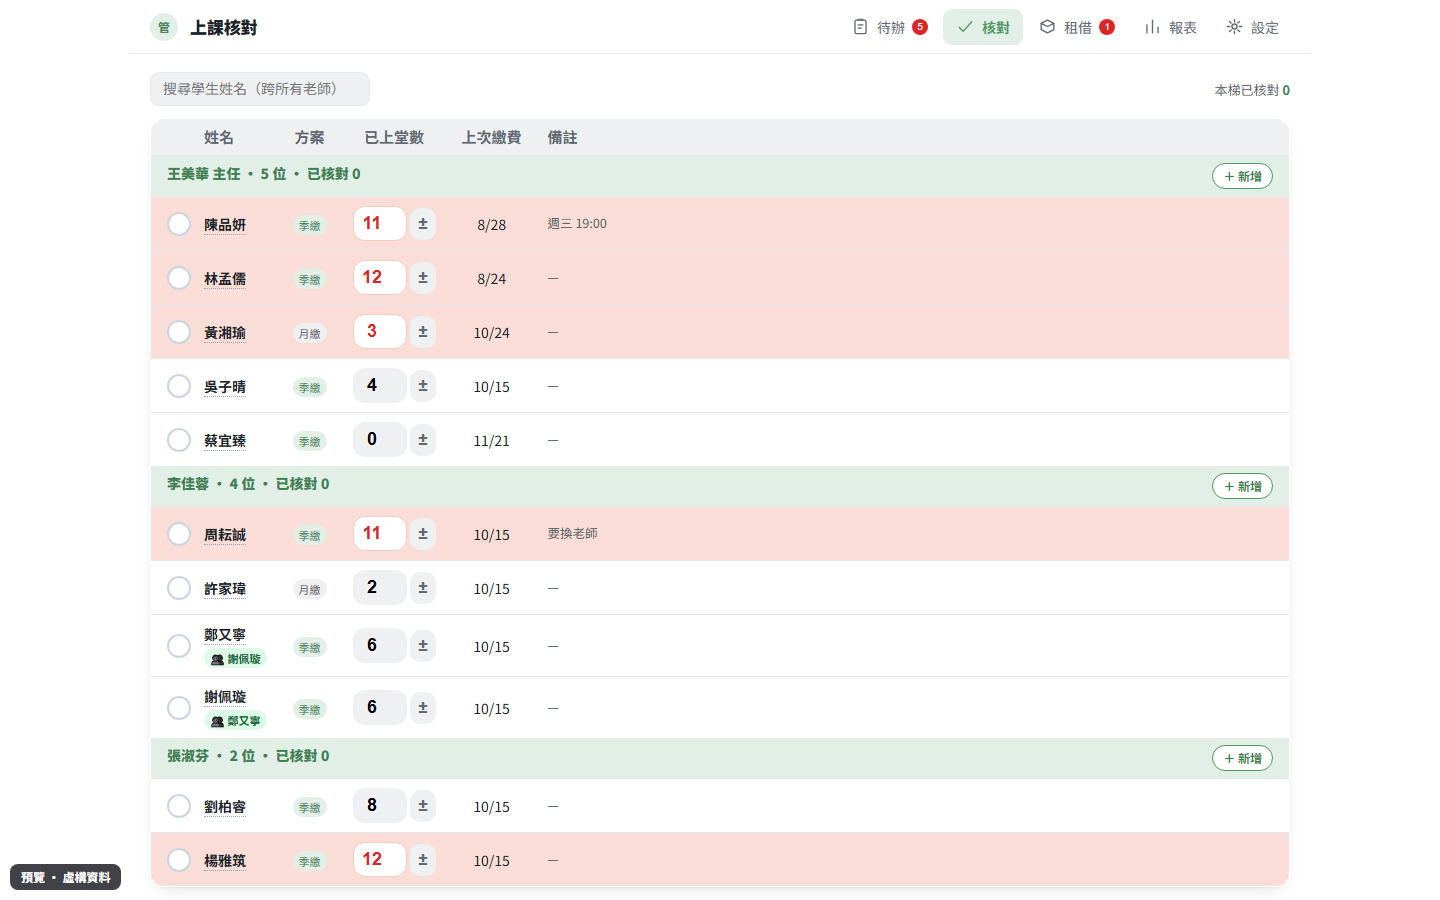 管 上課核對 待辦 5 核對 租借 1 報表 設定
搜尋學生姓名（跨所有老師） 本梯已核對 0
姓名 方案 已上堂數 上次繳費 備註
王美華 主任 • 5 位 • 已核對 0 ＋ 新增
陳品妍 季繳 11 ± 8/28 週三 19:00
林孟儒 季繳 12 ± 8/24 —
黃湘瑜 月繳 3 ± 10/24 —
吳子晴 季繳 4 ± 10/15 —
蔡宜臻 季繳 0 ± 11/21 —
李佳蓉 • 4 位 • 已核對 0 ＋ 新增
周耘誠 季繳 11 ± 10/15 要換老師
許家瑋 月繳 2 ± 10/15 —
鄭又寧 季繳 6 ± 10/15 —
謝佩璇
謝佩璇 季繳 6 ± 10/15 —
鄭又寧
張淑芬 • 2 位 • 已核對 0 ＋ 新增
劉柏睿 季繳 8 ± 10/15 —
楊雅筑 季繳 12 ± 10/15 —
預覽 • 虛構資料